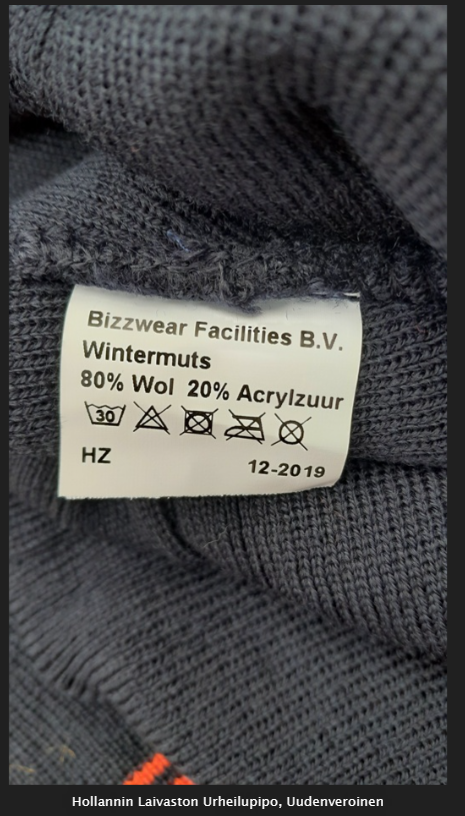 Bizzwear Facilities B.V.
Wintermuts
80% Wol 20% Acrylzuur
30
HZ
12-2019
Hollannin Laivaston Urheilupipo, Uudenveroinen